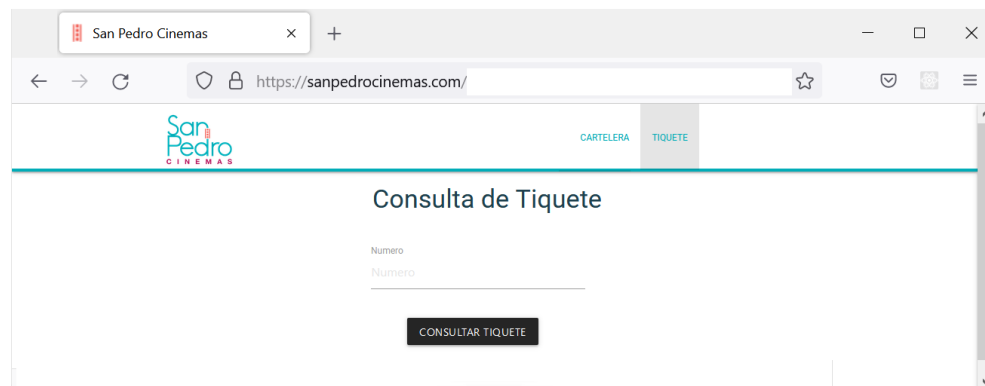 San Pedro Cinemas
https://sanpedrocinemas.com/
San
Pedro
CINEMAS
CARTELERA TIQUETE
Consulta de Tiquete
Numero
Numero
CONSULTAR TIQUETE